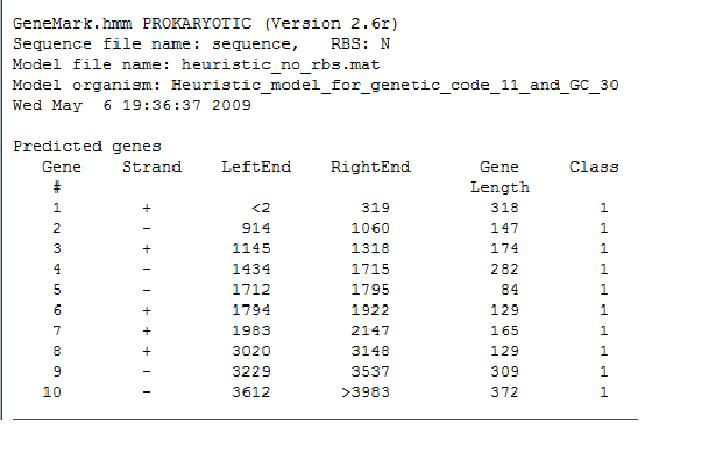 GeneMark.hmm PROKARYOTIC (Version 2.6r)
Sequence file name: sequence,   RBS: N
Model file name: heuristic_no_rbs.mat
Model organism: Heuristic_model_for_genetic_code_11_and_GC_30
Wed May  6 19:36:37 2009
Predicted genes
Gene Strand LeftEnd RightEnd Gene Class
# Length
1 + <2 319 318 1
2 - 914 1060 147 1
3 + 1145 1318 174 1
4 - 1434 1715 282 1
5 - 1712 1795 84 1
6 + 1794 1922 129 1
7 + 1983 2147 165 1
8 + 3020 3148 129 1
9 - 3229 3537 309 1
10 - 3612 >3983 372 1